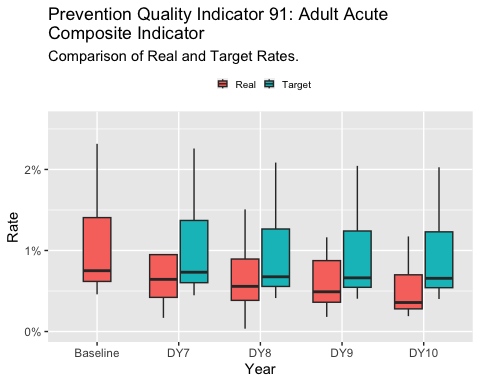 Prevention Quality Indicator 91: Adult Acute
Composite Indicator
Comparison of Real and Target Rates.
Real Target
2%
1%
0%
Rate
Baseline DY7 DY8 DY9 DY10
Year